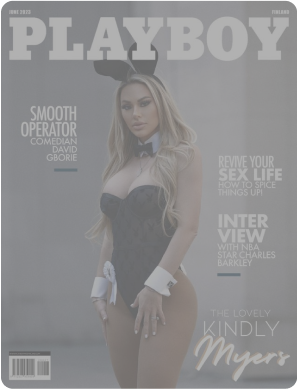 JUNE 2023
FINLAND
PLAYBOY
SMOOTH
OPERATOR
COMEDIAN
DAVID
GBORIE
REVIVE YOUR
SEX LIFE
HOW TO SPICE
THINGS UP!
INTER
VIEW
WITH NBA
STAR CHARLES
BARKLEY
THE LOVELY
KINDLY
Myers